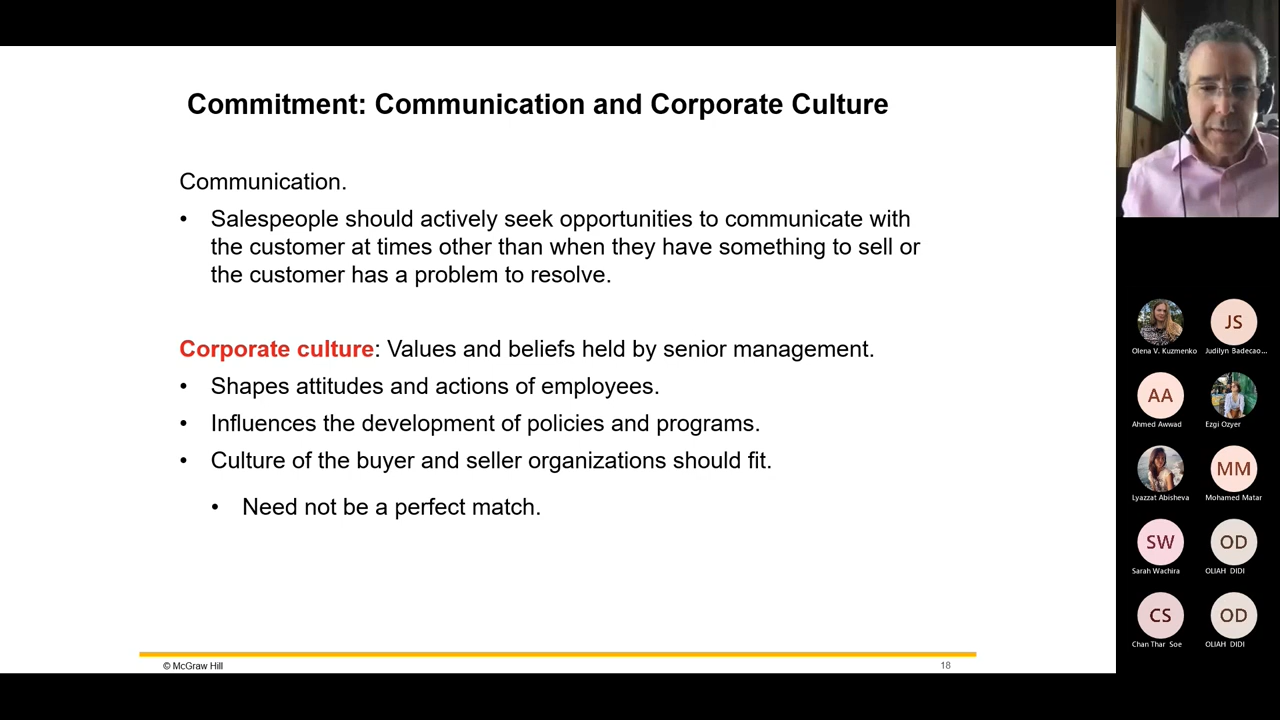 Commitment: Communication and Corporate Culture
Communication.
• Salespeople should actively seek opportunities to communicate with
the customer at times other than when they have something to sell or
the customer has a problem to resolve.
Corporate culture: Values and beliefs held by senior management.
• Shapes attitudes and actions of employees.
• Influences the development of policies and programs.
• Culture of the buyer and seller organizations should fit.
• Need not be a perfect match.
© McGraw Hill
18
Olena V. Kuzmenko
JS
Judilyn Badecao...
AA
Ahmed Awwad
Ezgi Ozyer
Lyazzat Abisheva
MM
Mohamed Matar
SW
Sarah Wachira
OD
OLIAH DIDI
CS
Chan Thar Soe
OD
OLIAH DIDI